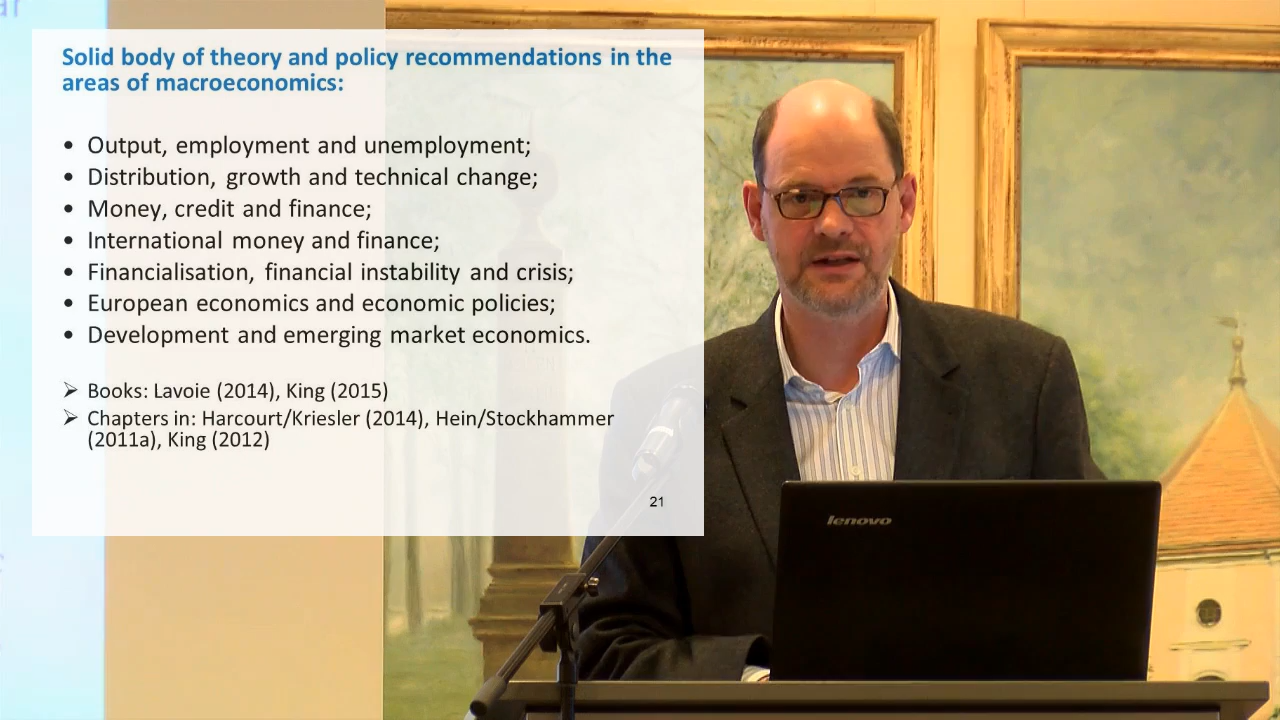 Solid body of theory and policy recommendations in the
areas of macroeconomics:
• Output, employment and unemployment;
• Distribution, growth and technical change;
• Money, credit and finance;
• International money and finance;
• Financialisation, financial instability and crisis;
• European economics and economic policies;
• Development and emerging market economics.
➢ Books: Lavoie (2014), King (2015)
➢ Chapters in: Harcourt/Kriesler (2014), Hein/Stockhammer
(2011a), King (2012)
21
lenovo